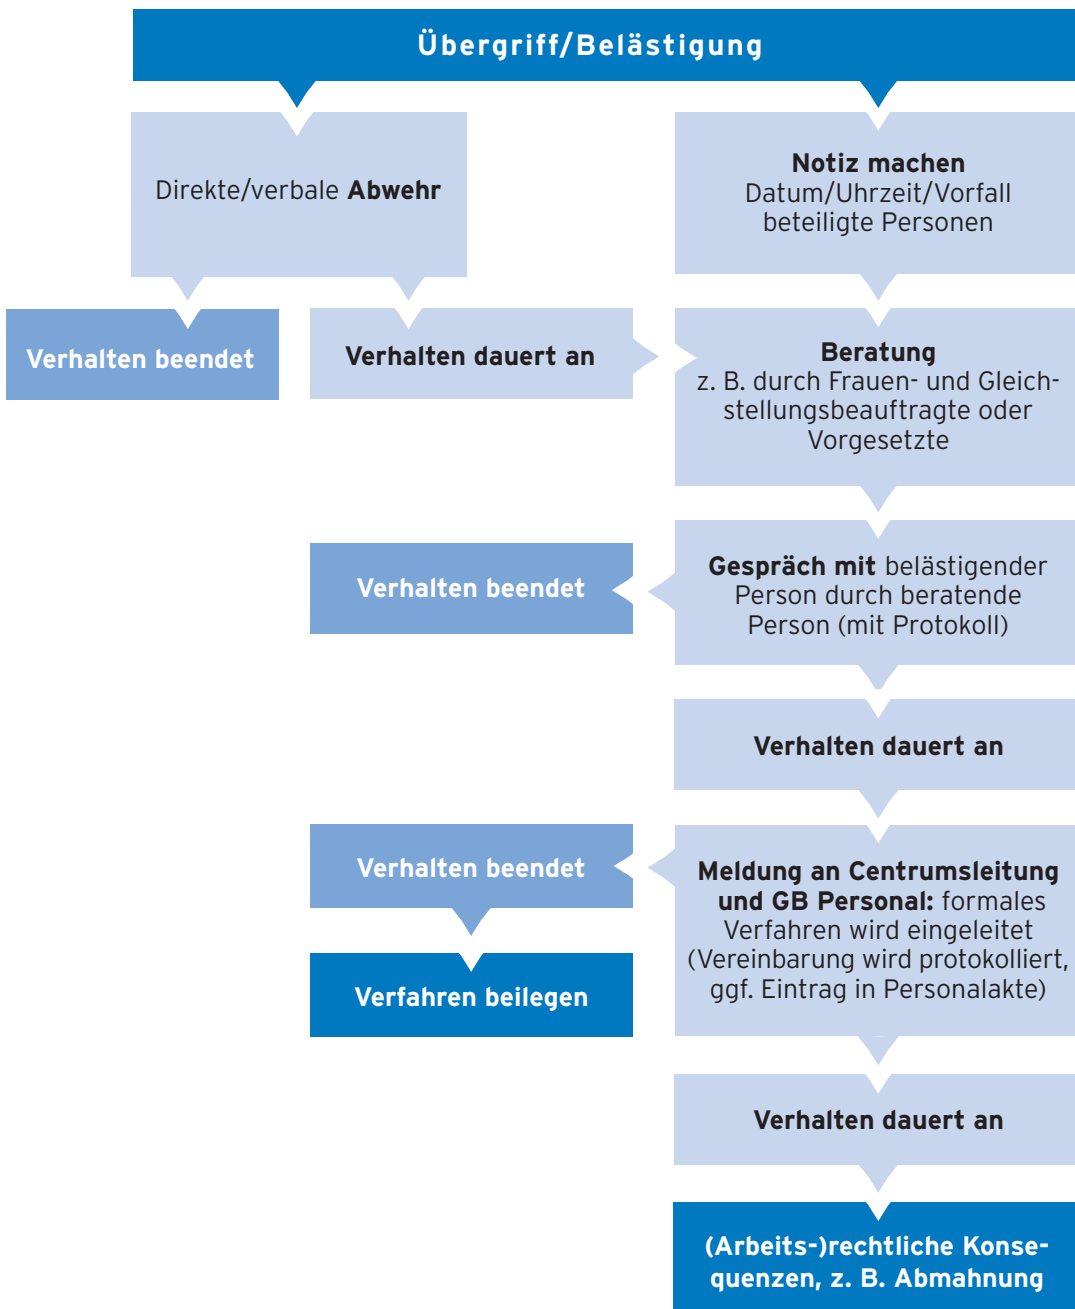 Übergriff/Belästigung
Direkte/verbale Abwehr
Notiz machen
Datum/Uhrzeit/Vorfall
beteiligte Personen
Verhalten beendet
Verhalten dauert an
Beratung
z. B. durch Frauen- und Gleich-
stellungsbeauftragte oder
Vorgesetzte
Verhalten beendet
Gespräch mit belästigender
Person durch beratende
Person (mit Protokoll)
Verhalten dauert an
Verhalten beendet
Meldung an Centrumsleitung
und GB Personal: formales
Verfahren wird eingeleitet
(Vereinbarung wird protokolliert,
ggf. Eintrag in Personalakte)
Verfahren beilegen
Verhalten dauert an
(Arbeits-)rechtliche Konse-
quenzen, z. B. Abmahnung